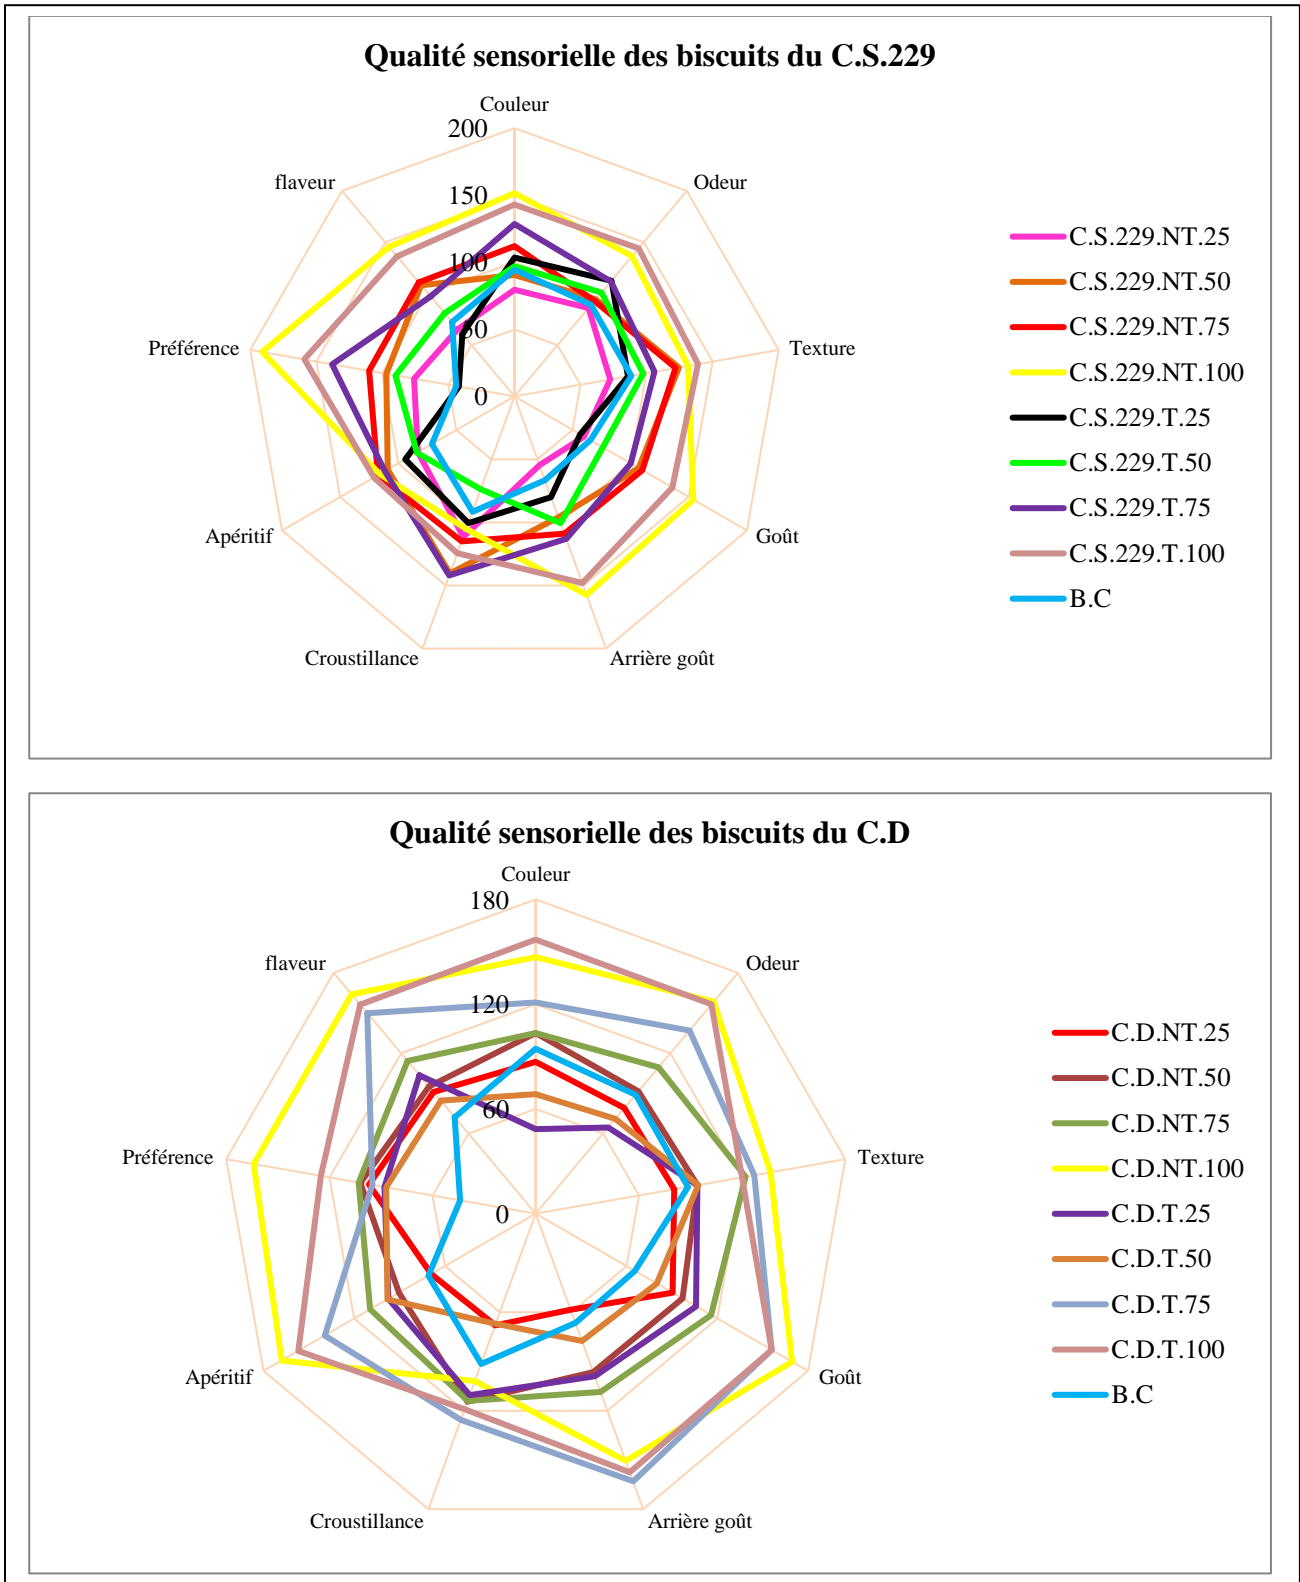 Qualité sensorielle des biscuits du C.S.229
Couleur
200
150
100
50
0
flaveur
Odeur
Préférence
Texture
Apéritif
Goût
Croustillance
Arrière goût
C.S.229.NT.25
C.S.229.NT.50
C.S.229.NT.75
C.S.229.NT.100
C.S.229.T.25
C.S.229.T.50
C.S.229.T.75
C.S.229.T.100
B.C
Qualité sensorielle des biscuits du C.D
Couleur
180
120
60
0
flaveur
Odeur
Préférence
Texture
Apéritif
Goût
Croustillance
Arrière goût
C.D.NT.25
C.D.NT.50
C.D.NT.75
C.D.NT.100
C.D.T.25
C.D.T.50
C.D.T.75
C.D.T.100
B.C